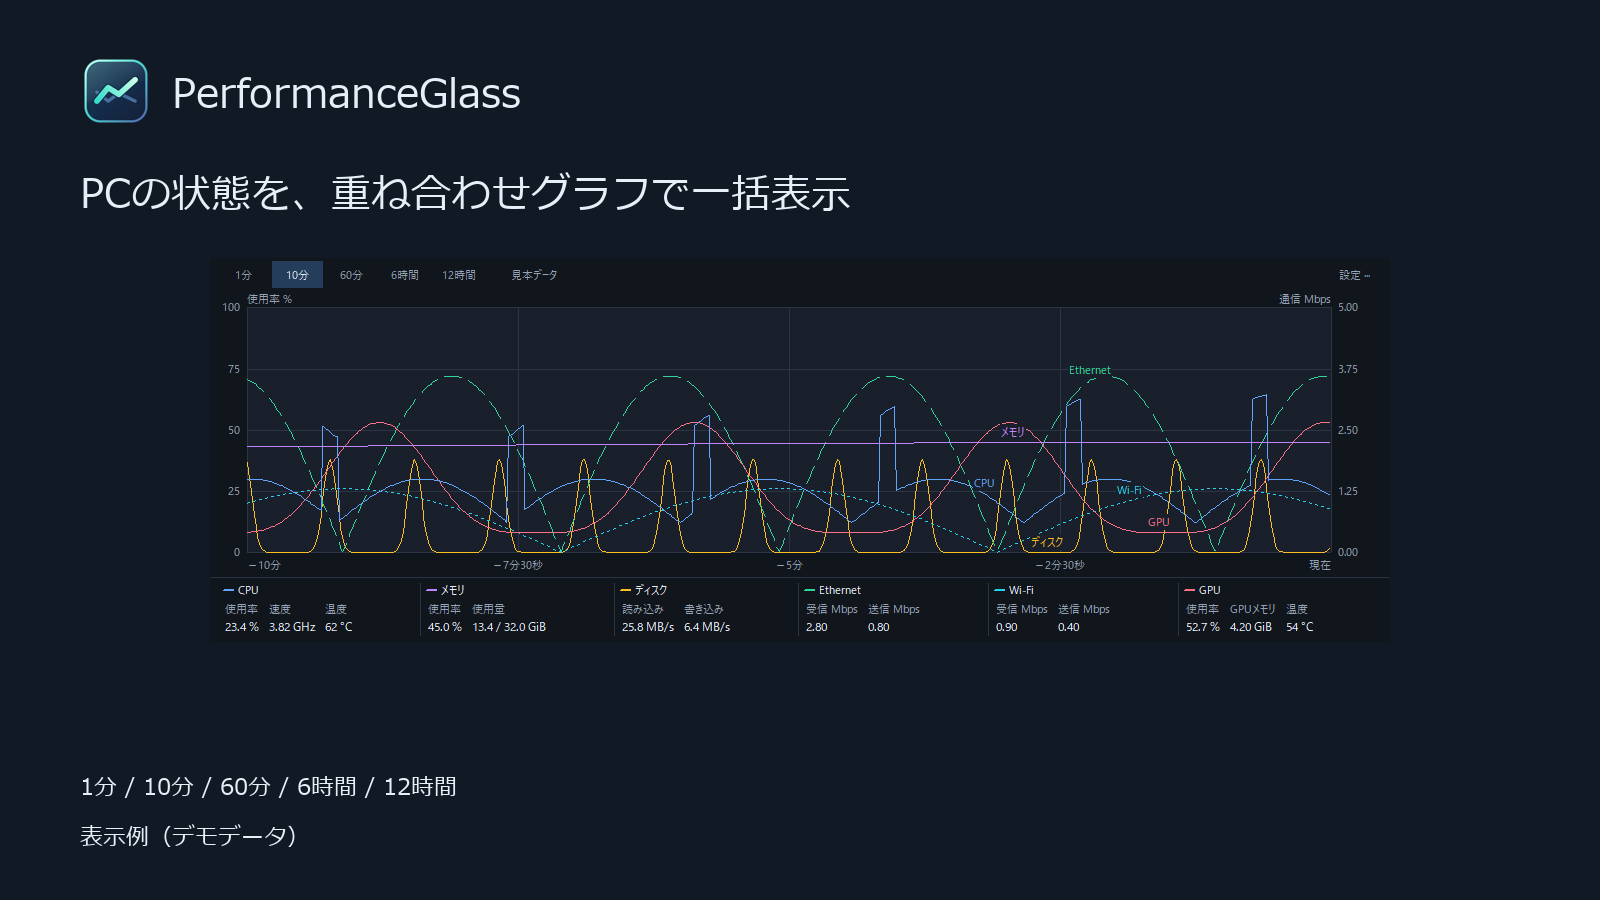 PerformanceGlass
PCの状態を、重ね合わせグラフで一括表示
1分 10分 60分 6時間 12時間 見本データ 設定 ···
使用率 % 通信 Mbps
100 5.00
75 3.75
50 2.50
25 1.25
0 0.00
Ethernet
メモリ
CPU
Wi-Fi
GPU
ディスク
－10分 －7分30秒 －5分 －2分30秒 現在
CPU メモリ ディスク Ethernet Wi-Fi GPU
使用率 速度 温度 使用率 使用量 読み込み 書き込み 受信 Mbps 送信 Mbps 受信 Mbps 送信 Mbps 使用率 GPUメモリ 温度
23.4 % 3.82 GHz 62 °C 45.0 % 13.4 / 32.0 GiB 25.8 MB/s 6.4 MB/s 2.80 0.80 0.90 0.40 52.7 % 4.20 GiB 54 °C
1分 / 10分 / 60分 / 6時間 / 12時間
表示例（デモデータ）